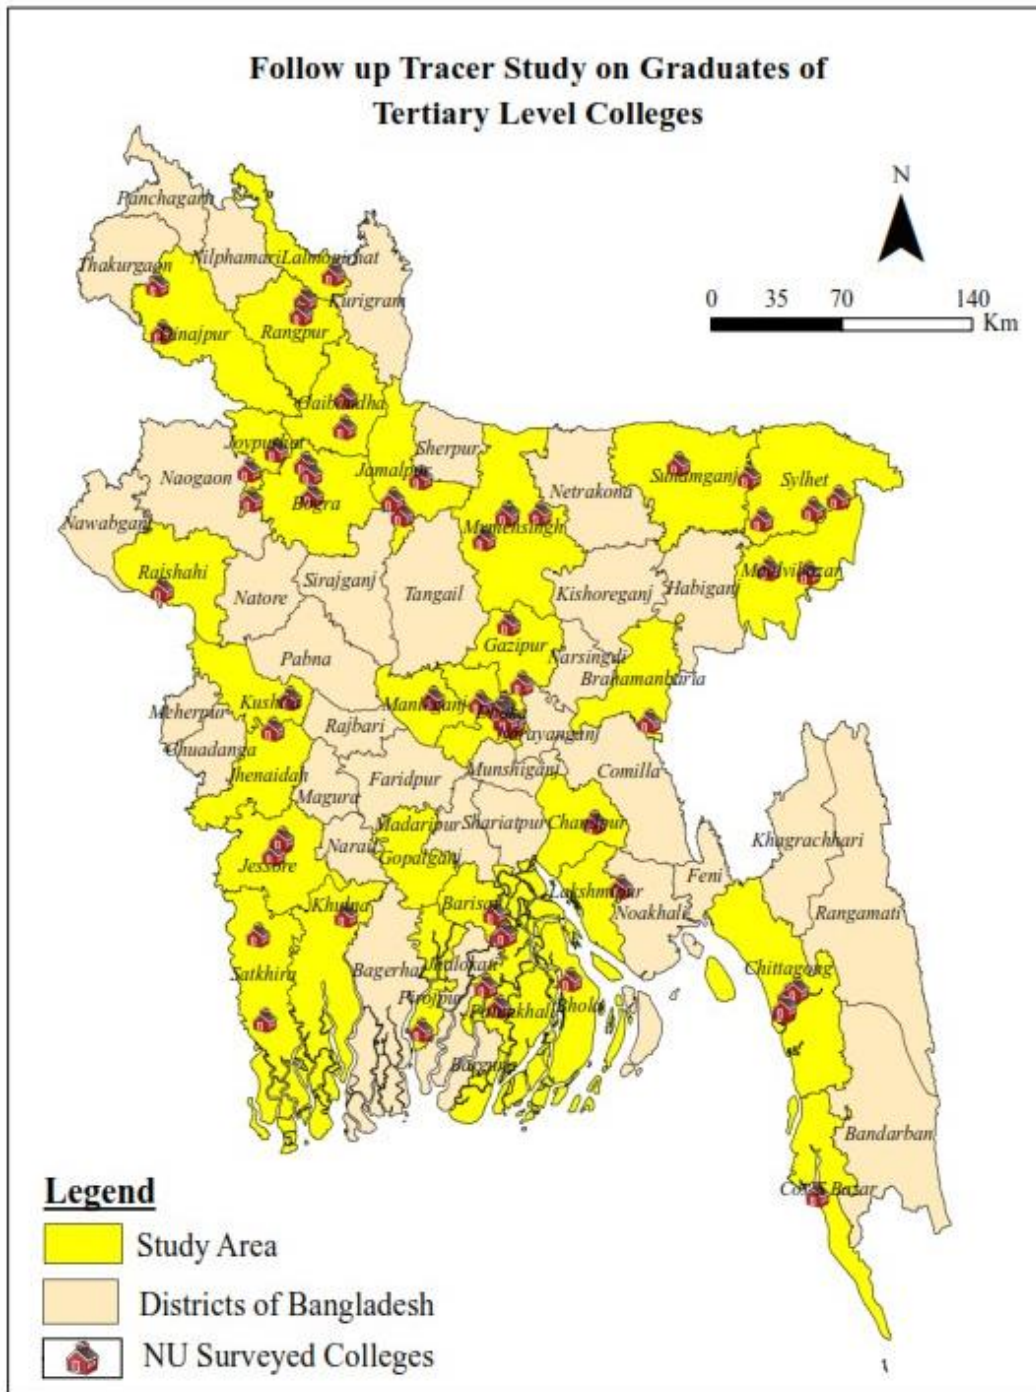 Follow up Tracer Study on Graduates of
Tertiary Level Colleges
N
0 35 70 140
Km
Panchagarh
Nilphamari
Lalmonirhat
Thakurgaon
Kurigram
Dinajpur
Rangpur
Gaibandha
Joypurhat
Jamalpur
Sherpur
Naogaon
Bogra
Netrakona
Sunamganj
Sylhet
Nawabganj
Mymensingh
Rajshahi
Natore
Sirajganj
Tangail
Kishoreganj
Habiganj
Moulvibazar
Gazipur
Pabna
Narsingdi
Brahamanbaria
Kushtia
Manikganj
Dhaka
Meherpur
Rajbari
Narayanganj
Chuadanga
Jhenaidah
Faridpur
Munshiganj
Comilla
Magura
Madaripur
Shariatpur
Chandpur
Khagrachhari
Narail
Gopalganj
Jessore
Feni
Khulna
Barisal
Lakshmipur
Noakhali
Rangamati
Satkhira
Bagerhat
Jhalokati
Chittagong
Pirojpur
Patuakhali
Bhola
Barguna
Bandarban
Cox's Bazar
Legend
Study Area
Districts of Bangladesh
NU Surveyed Colleges